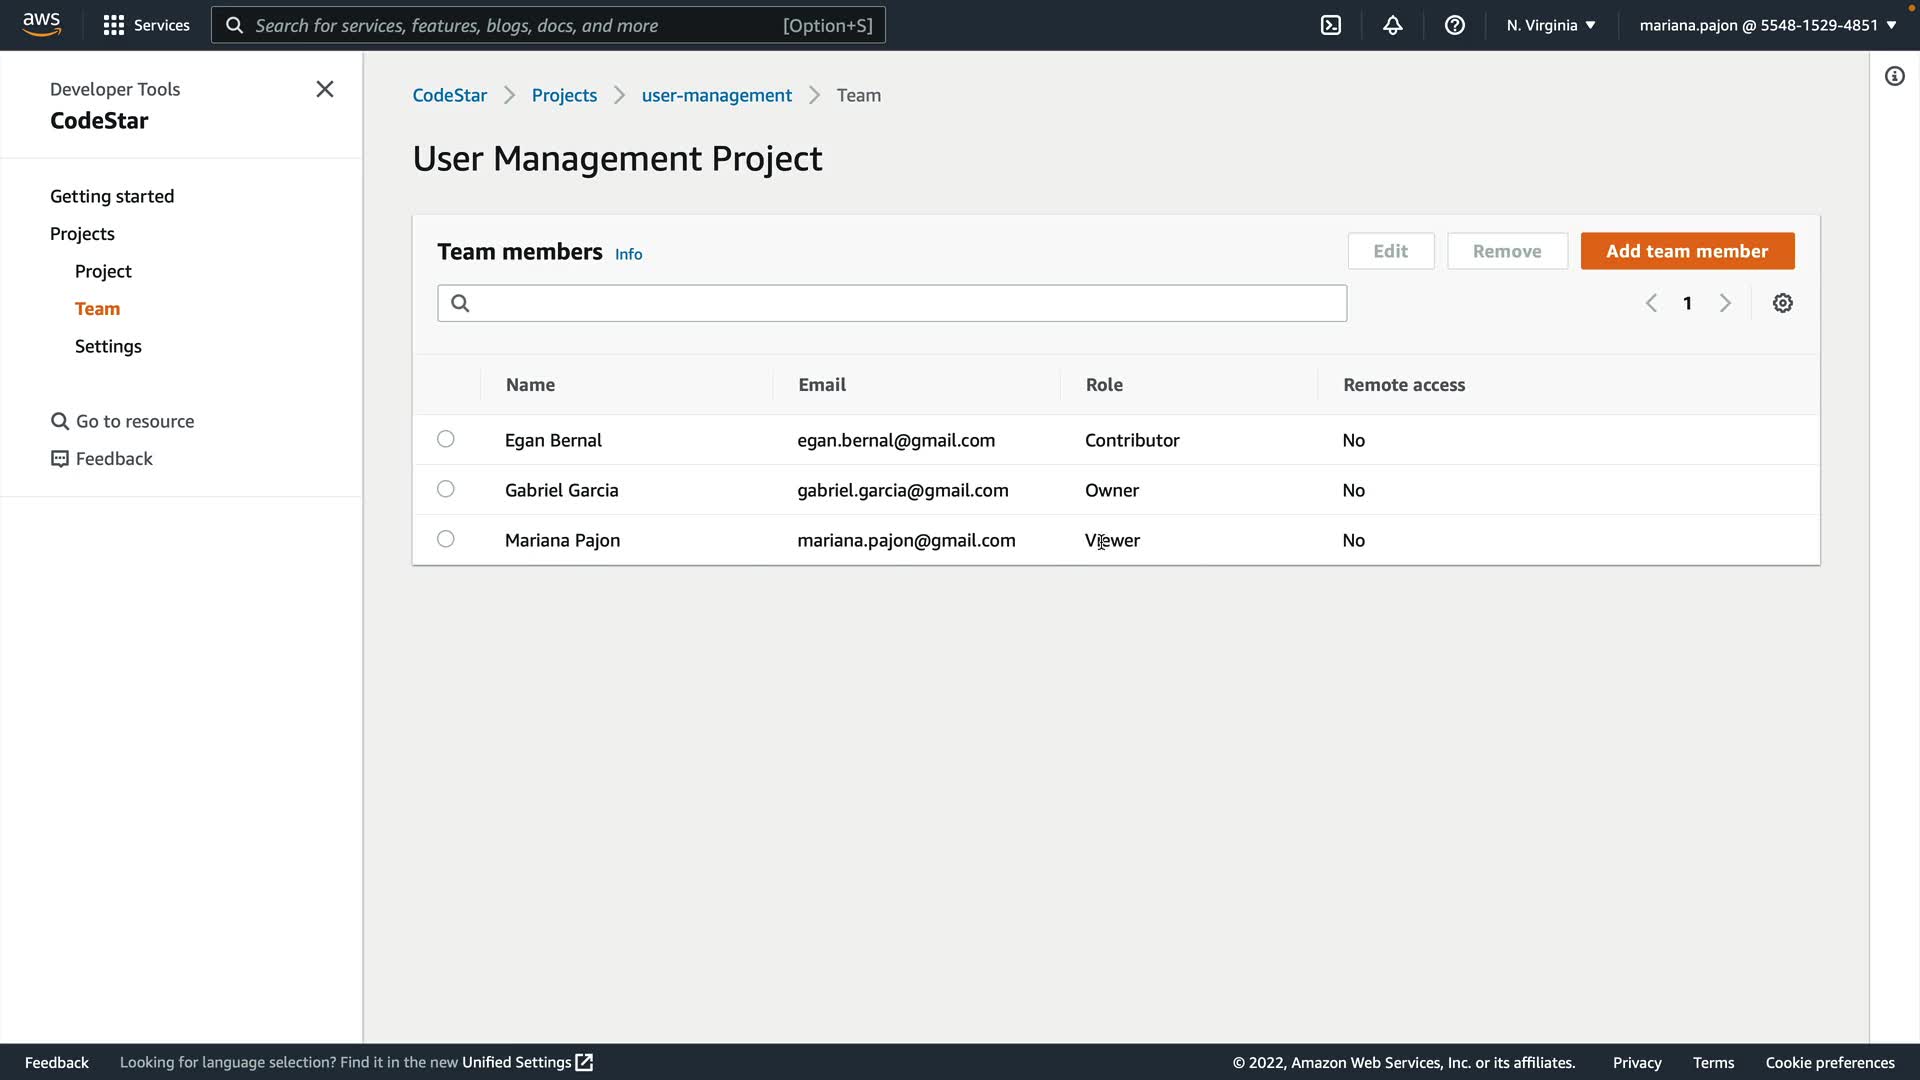 aws
Services
Search for services, features, blogs, docs, and more [Option+S]
N. Virginia
mariana.pajon @ 5548-1529-4851
Developer Tools
CodeStar
Getting started
Projects
Project
Team
Settings
Go to resource
Feedback
CodeStar Projects user-management Team
User Management Project
Team members Info
Edit Remove Add team member
1
Name Email Role Remote access
Egan Bernal egan.bernal@gmail.com Contributor No
Gabriel Garcia gabriel.garcia@gmail.com Owner No
Mariana Pajon mariana.pajon@gmail.com Viewer No
Feedback Looking for language selection? Find it in the new Unified Settings © 2022, Amazon Web Services, Inc. or its affiliates. Privacy Terms Cookie preferences